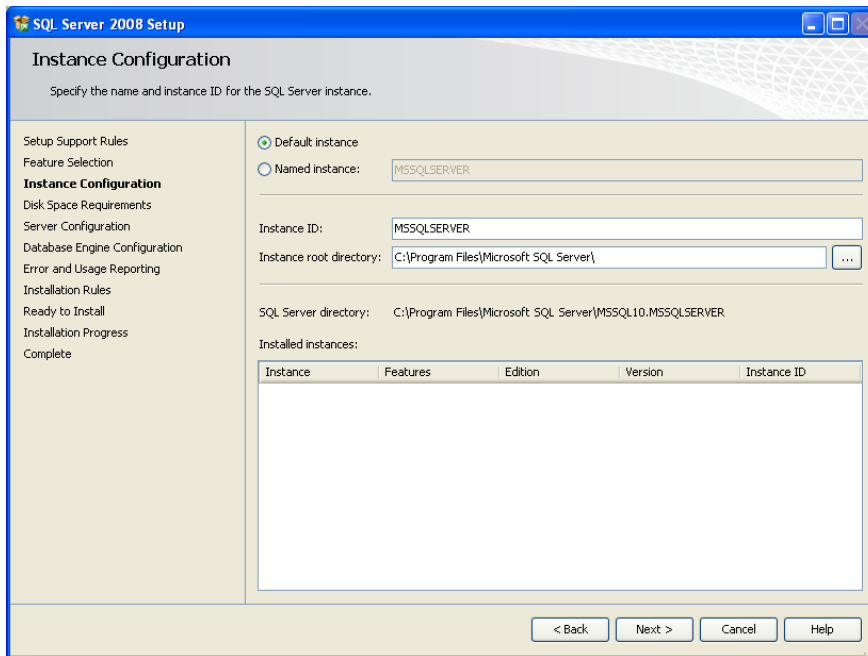 SQL Server 2008 Setup
Instance Configuration
Specify the name and instance ID for the SQL Server instance.
Setup Support Rules
Feature Selection
Instance Configuration
Disk Space Requirements
Server Configuration
Database Engine Configuration
Error and Usage Reporting
Installation Rules
Ready to Install
Installation Progress
Complete
Default instance
Named instance: MSSQLSERVER
Instance ID: MSSQLSERVER
Instance root directory: C:\Program Files\Microsoft SQL Server\ ...
SQL Server directory: C:\Program Files\Microsoft SQL Server\MSSQL10.MSSQLSERVER
Installed instances:
Instance Features Edition Version Instance ID
< Back Next > Cancel Help